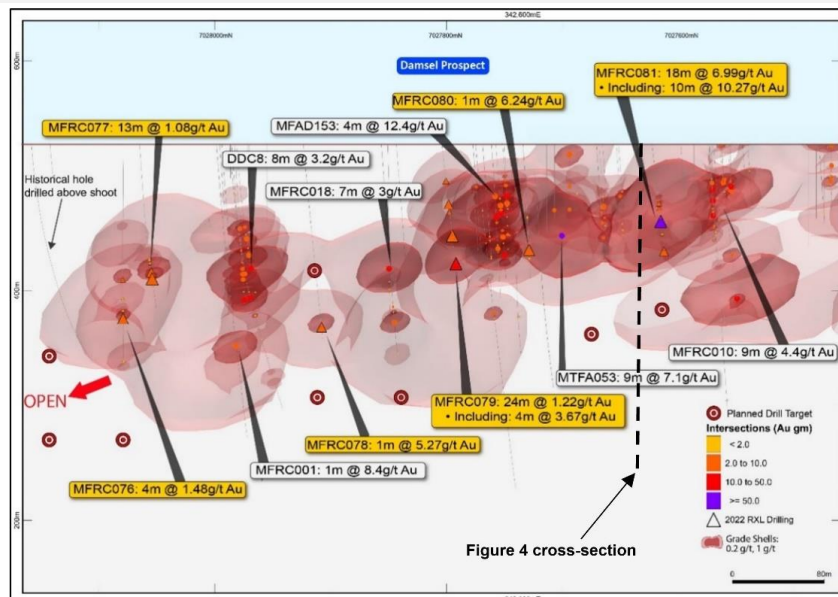 342,600mE
7028000mN
7027800mN
7027600mN
600m
Damsel Prospect
MFRC081: 18m @ 6.99g/t Au
• Including: 10m @ 10.27g/t Au
MFRC080: 1m @ 6.24g/t Au
MFRC077: 13m @ 1.08g/t Au
MFAD153: 4m @ 12.4g/t Au
DDC8: 8m @ 3.2g/t Au
Historical hole
drilled above shoot
MFRC018: 7m @ 3g/t Au
400m
MFRC010: 9m @ 4.4g/t Au
MTFA053: 9m @ 7.1g/t Au
OPEN
MFRC079: 24m @ 1.22g/t Au
• Including: 4m @ 3.67g/t Au
MFRC078: 1m @ 5.27g/t Au
MFRC001: 1m @ 8.4g/t Au
MFRC076: 4m @ 1.48g/t Au
200m
Figure 4 cross-section
Planned Drill Target
Intersections (Au gm)
< 2.0
2.0 to 10.0
10.0 to 50.0
>= 50.0
2022 RXL Drilling
Grade Shells:
0.2 g/t, 1 g/t
0
80m